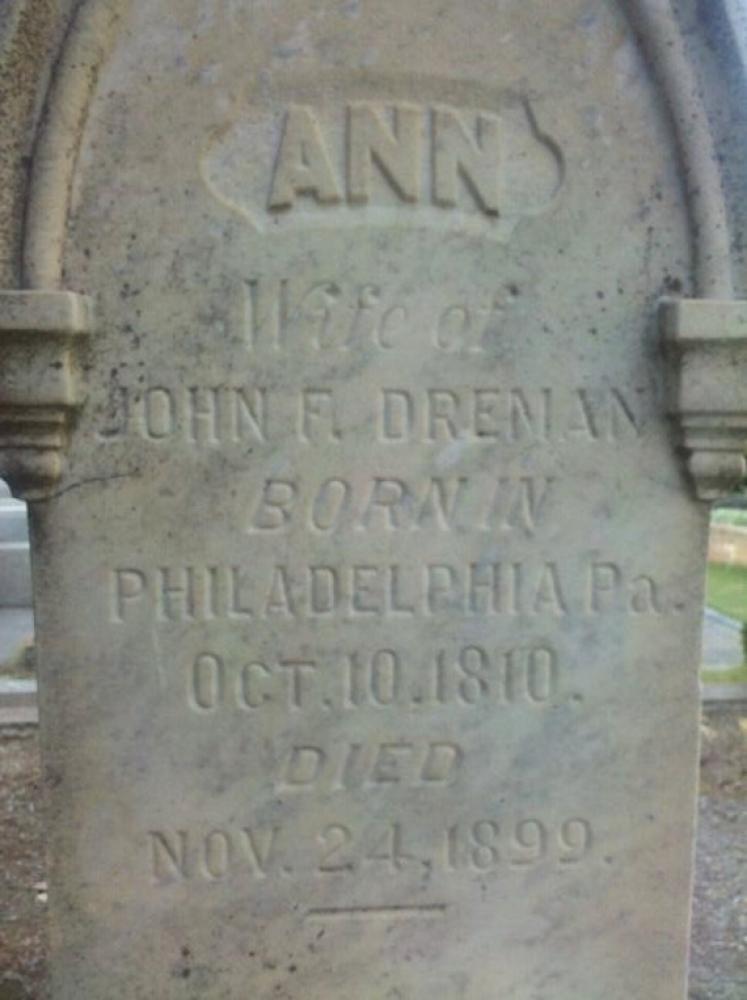 ANN
Wife of
JOHN F. DRENAN
BORN IN
PHILADELPHIA Pa.
OCT. 10. 1810.
DIED
NOV. 24, 1899.